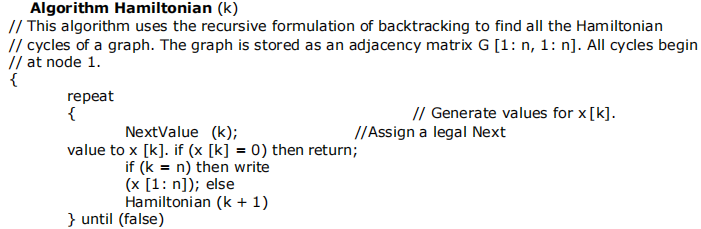 Algorithm Hamiltonian (k)
// This algorithm uses the recursive formulation of backtracking to find all the Hamiltonian
// cycles of a graph. The graph is stored as an adjacency matrix G [1: n, 1: n]. All cycles begin
// at node 1.
{
repeat
{ // Generate values for x [k].
NextValue (k); //Assign a legal Next
value to x [k]. if (x [k] = 0) then return;
if (k = n) then write
(x [1: n]); else
Hamiltonian (k + 1)
} until (false)